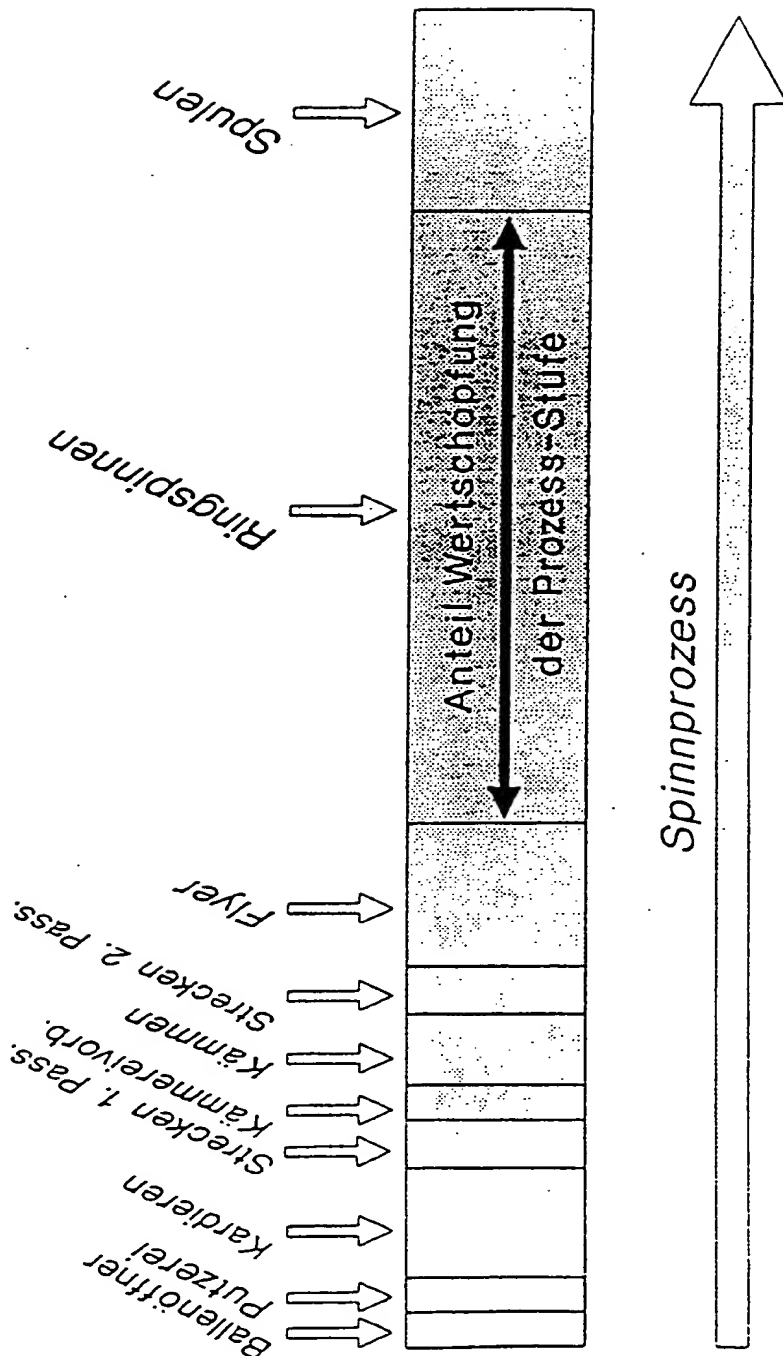 Ballenöffner
Putzerei
Kardieren
Strecken 1. Pass.
Kämmereivorb.
Kämmen
Strecken 2. Pass.
Flyer
Ringspinnen
Spulen
Anteil Wertschöpfung
der Prozess-Stufe
Spinnprozess